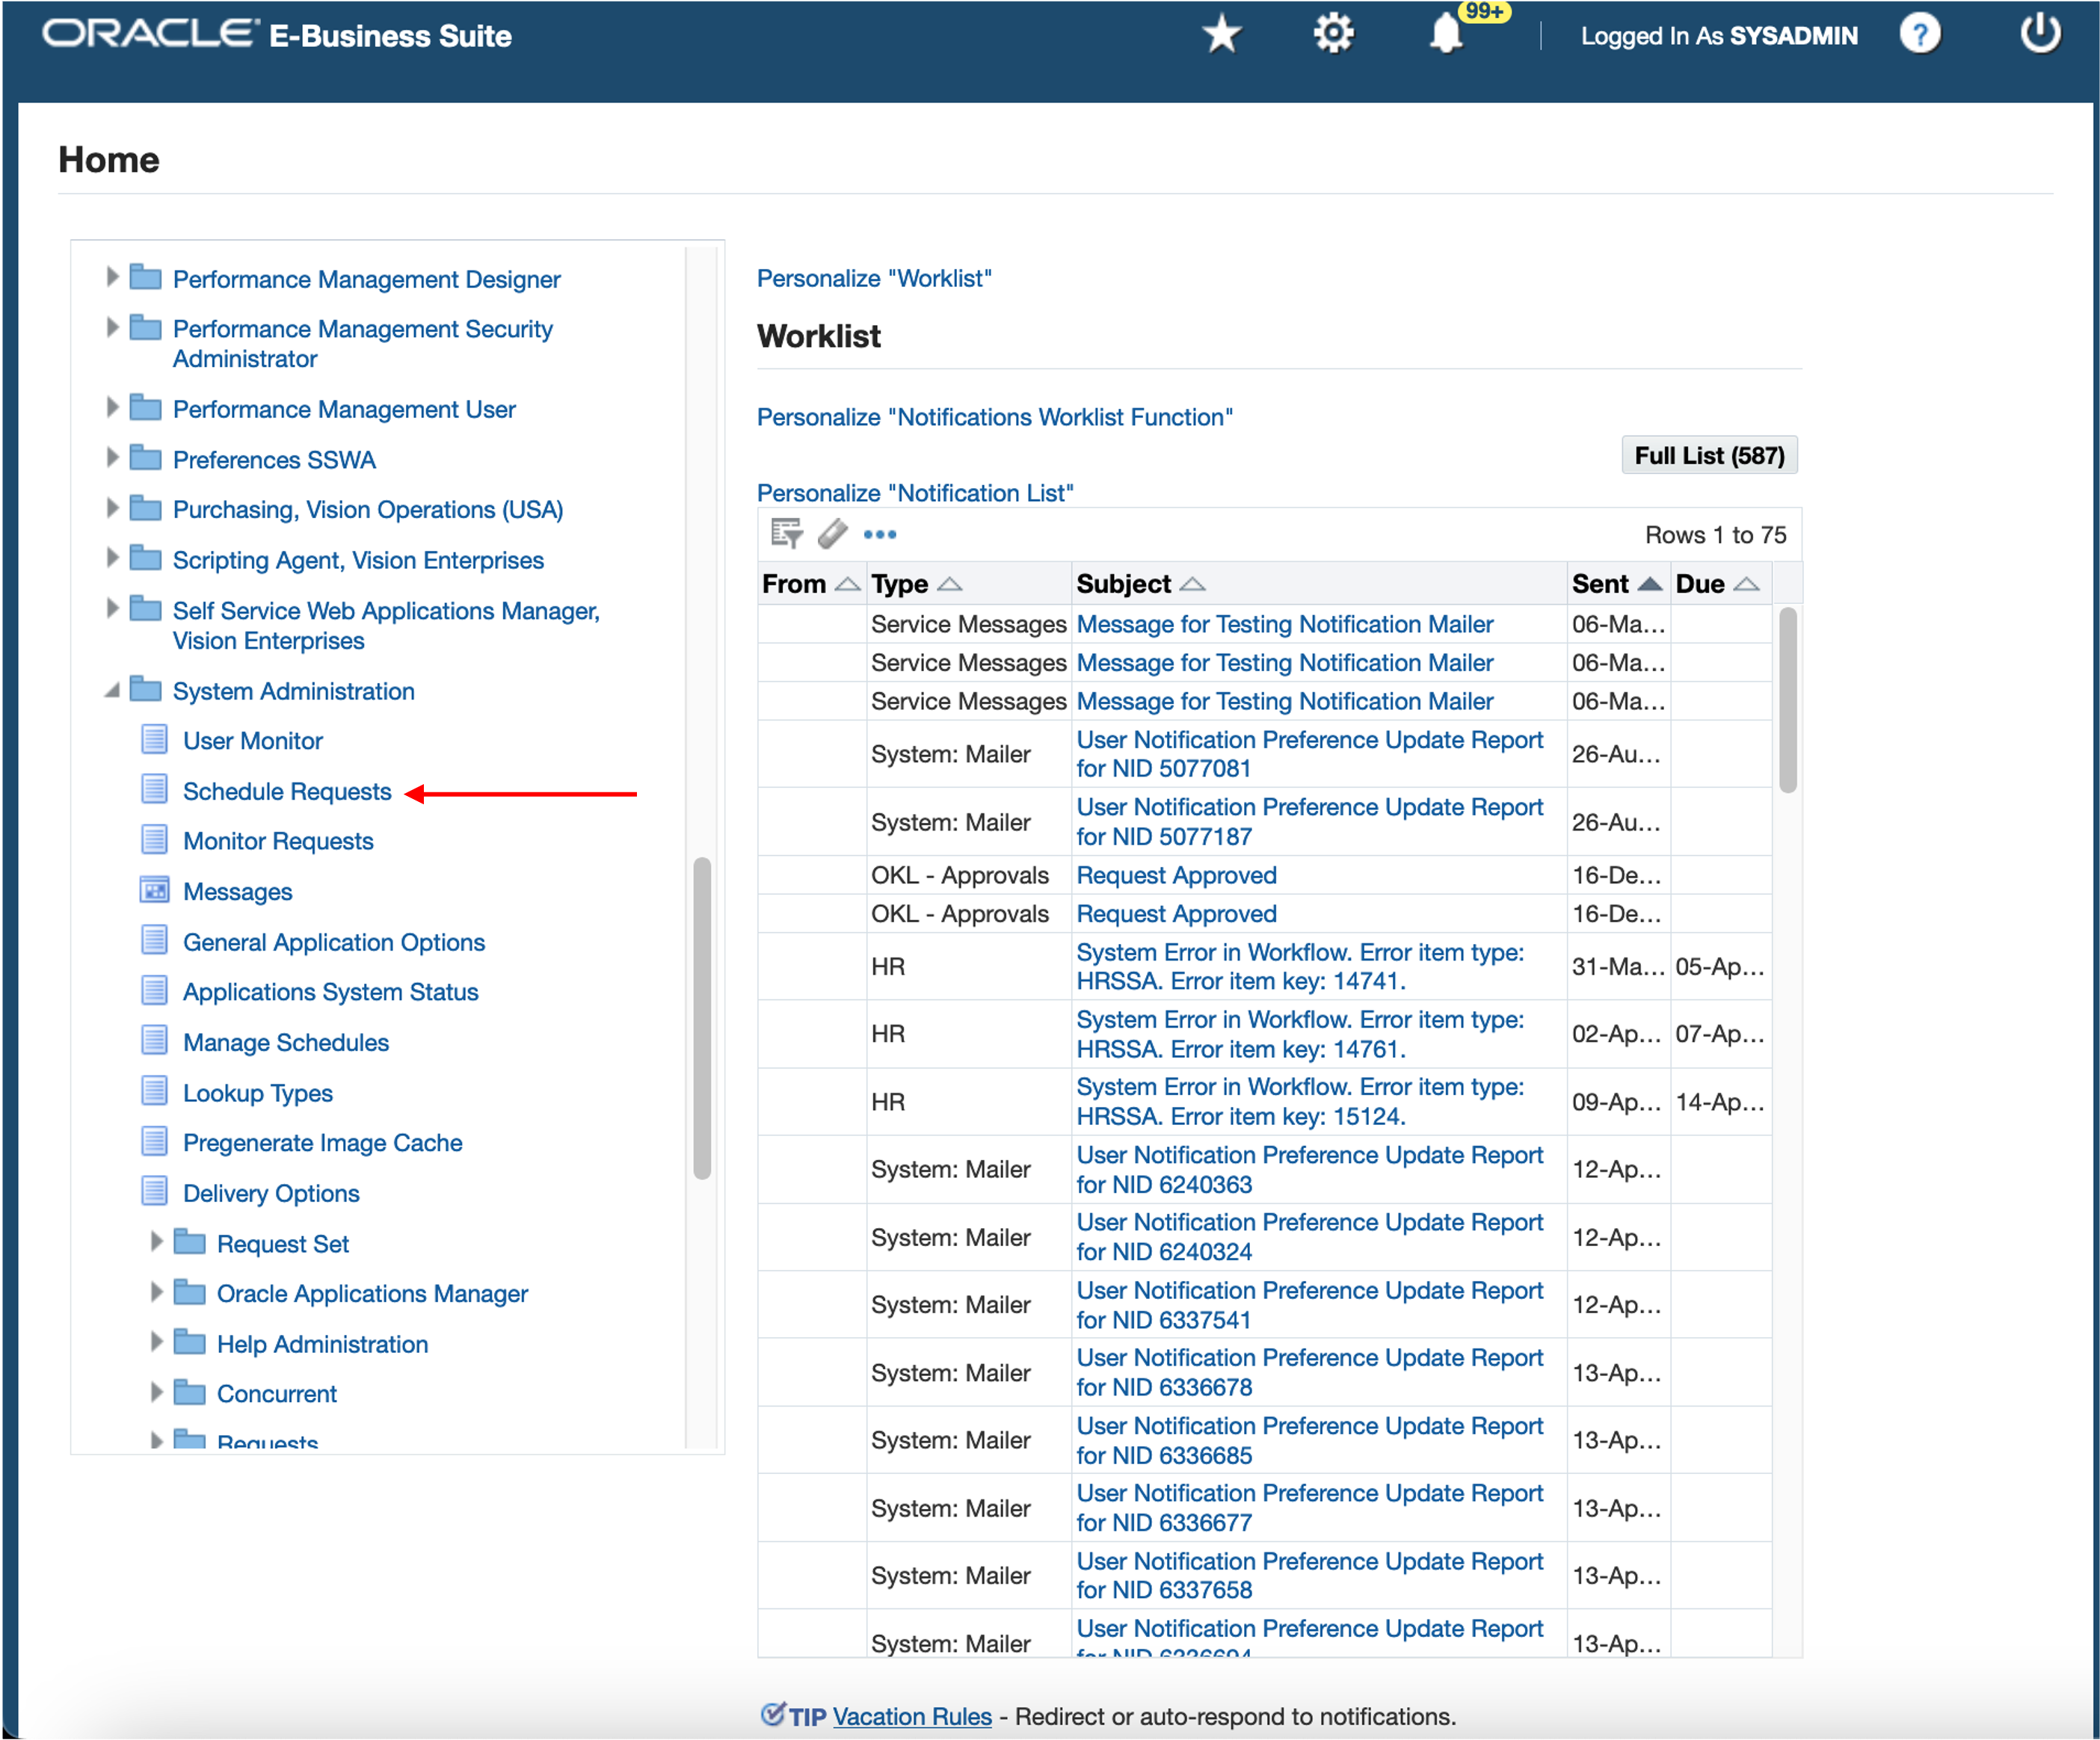 ORACLE E-Business Suite
99+
Logged In As SYSADMIN
?
Home
Performance Management Designer
Performance Management Security
Administrator
Performance Management User
Preferences SSWA
Purchasing, Vision Operations (USA)
Scripting Agent, Vision Enterprises
Self Service Web Applications Manager,
Vision Enterprises
System Administration
User Monitor
Schedule Requests
Monitor Requests
Messages
General Application Options
Applications System Status
Manage Schedules
Lookup Types
Pregenerate Image Cache
Delivery Options
Request Set
Oracle Applications Manager
Help Administration
Concurrent
Requests
Personalize "Worklist"
Worklist
Personalize "Notifications Worklist Function"
Full List (587)
Personalize "Notification List"
Rows 1 to 75
From Type Subject Sent Due
Service Messages Message for Testing Notification Mailer 06-Ma...
Service Messages Message for Testing Notification Mailer 06-Ma...
Service Messages Message for Testing Notification Mailer 06-Ma...
System: Mailer User Notification Preference Update Report 26-Au...
for NID 5077081
System: Mailer User Notification Preference Update Report 26-Au...
for NID 5077187
OKL - Approvals Request Approved 16-De...
OKL - Approvals Request Approved 16-De...
HR System Error in Workflow. Error item type: 31-Ma... 05-Ap...
HRSSA. Error item key: 14741.
HR System Error in Workflow. Error item type: 02-Ap... 07-Ap...
HRSSA. Error item key: 14761.
HR System Error in Workflow. Error item type: 09-Ap... 14-Ap...
HRSSA. Error item key: 15124.
System: Mailer User Notification Preference Update Report 12-Ap...
for NID 6240363
System: Mailer User Notification Preference Update Report 12-Ap...
for NID 6240324
System: Mailer User Notification Preference Update Report 12-Ap...
for NID 6337541
System: Mailer User Notification Preference Update Report 13-Ap...
for NID 6336678
System: Mailer User Notification Preference Update Report 13-Ap...
for NID 6336685
System: Mailer User Notification Preference Update Report 13-Ap...
for NID 6336677
System: Mailer User Notification Preference Update Report 13-Ap...
for NID 6337658
System: Mailer User Notification Preference Update Report 13-Ap...
for NID
TIP Vacation Rules - Redirect or auto-respond to notifications.